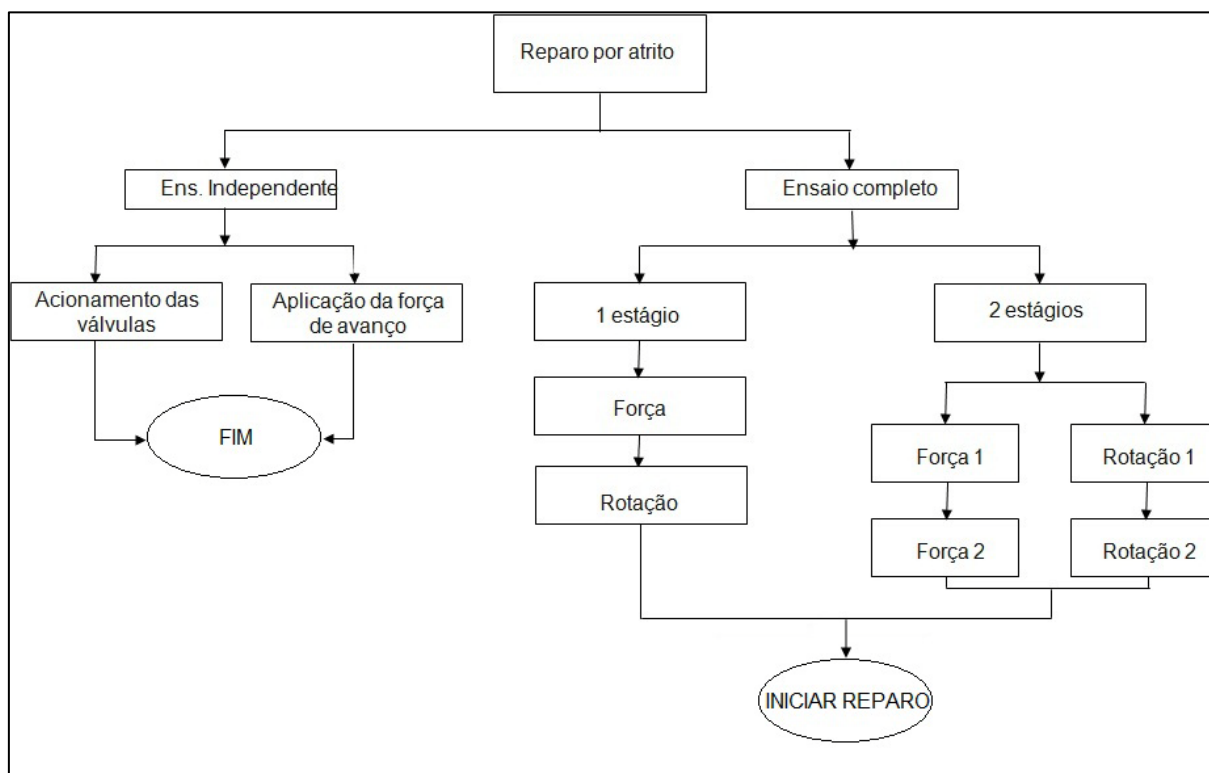 Reparo por atrito
Ens. Independente
Ensaio completo
Acionamento das
válvulas
Aplicação da força
de avanço
1 estágio
2 estágios
Força
Rotação
Força 1
Rotação 1
Força 2
Rotação 2
FIM
INICIAR REPARO